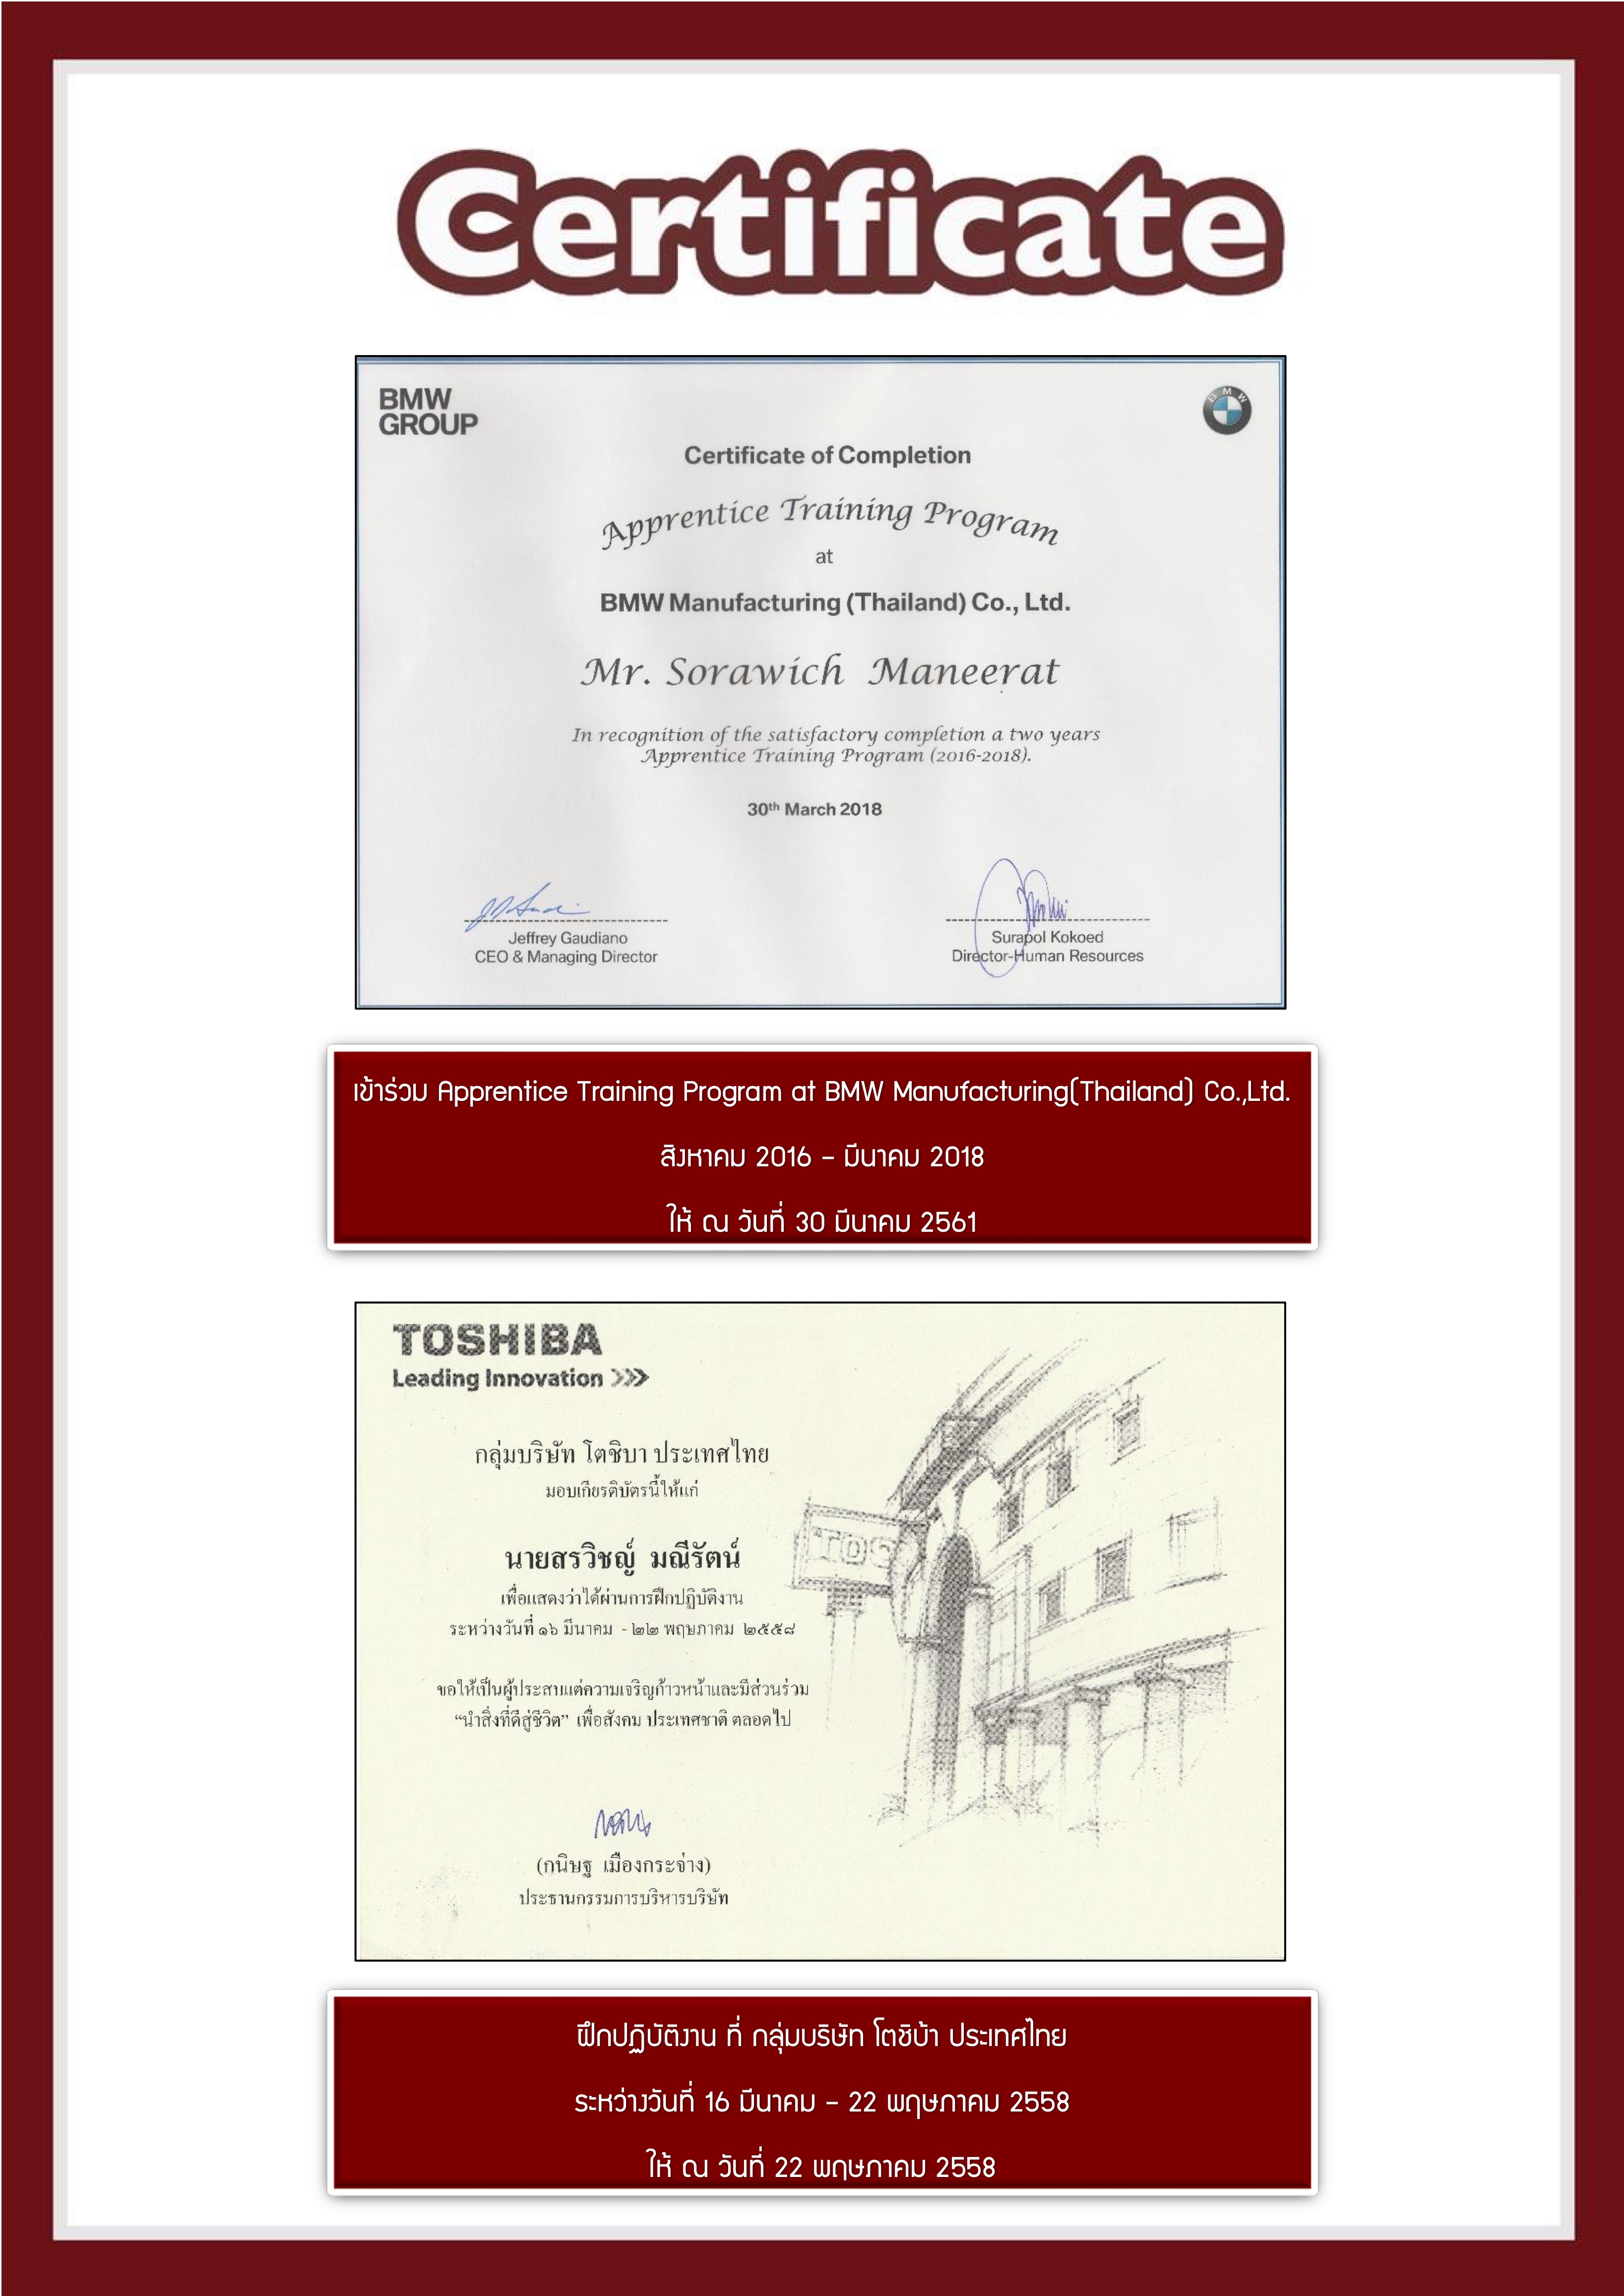 Certificate
BMW
GROUP
BMW
Certificate of Completion
Apprentice Training Program
at
BMW Manufacturing (Thailand) Co., Ltd.
Mr. Sorawich Maneerat
In recognition of the satisfactory completion a two years
Apprentice Training Program (2016-2018).
30th March 2018
Jeffrey Gaudiano
CEO & Managing Director
Surapol Kokoed
Director-Human Resources
เข้าร่วม Apprentice Training Program at BMW Manufacturing(Thailand) Co.,Ltd.
สิงหาคม 2016 – มีนาคม 2018
ให้ ณ วันที่ 30 มีนาคม 2561
TOSHIBA
Leading Innovation >>>
กลุ่มบริษัท โตชิบา ประเทศไทย
มอบเกียรติบัตรนี้ให้แก่
นายสรวิชญ์ มณีรัตน์
เพื่อแสดงว่าได้ผ่านการฝึกปฏิบัติงาน
ระหว่างวันที่ ๑๖ มีนาคม - ๒๒ พฤษภาคม ๒๕๕๘
TOS
ขอให้เป็นผู้ประสบแต่ความเจริญก้าวหน้าและมีส่วนร่วม
“นำสิ่งที่ดีสู่ชีวิต” เพื่อสังคม ประเทศชาติ ตลอดไป
(กนิษฐ เมืองกระจ่าง)
ประธานกรรมการบริหารบริษัท
ฝึกปฏิบัติงาน ที่ กลุ่มบริษัท โตชิบ้า ประเทศไทย
ระหว่างวันที่ 16 มีนาคม – 22 พฤษภาคม 2558
ให้ ณ วันที่ 22 พฤษภาคม 2558